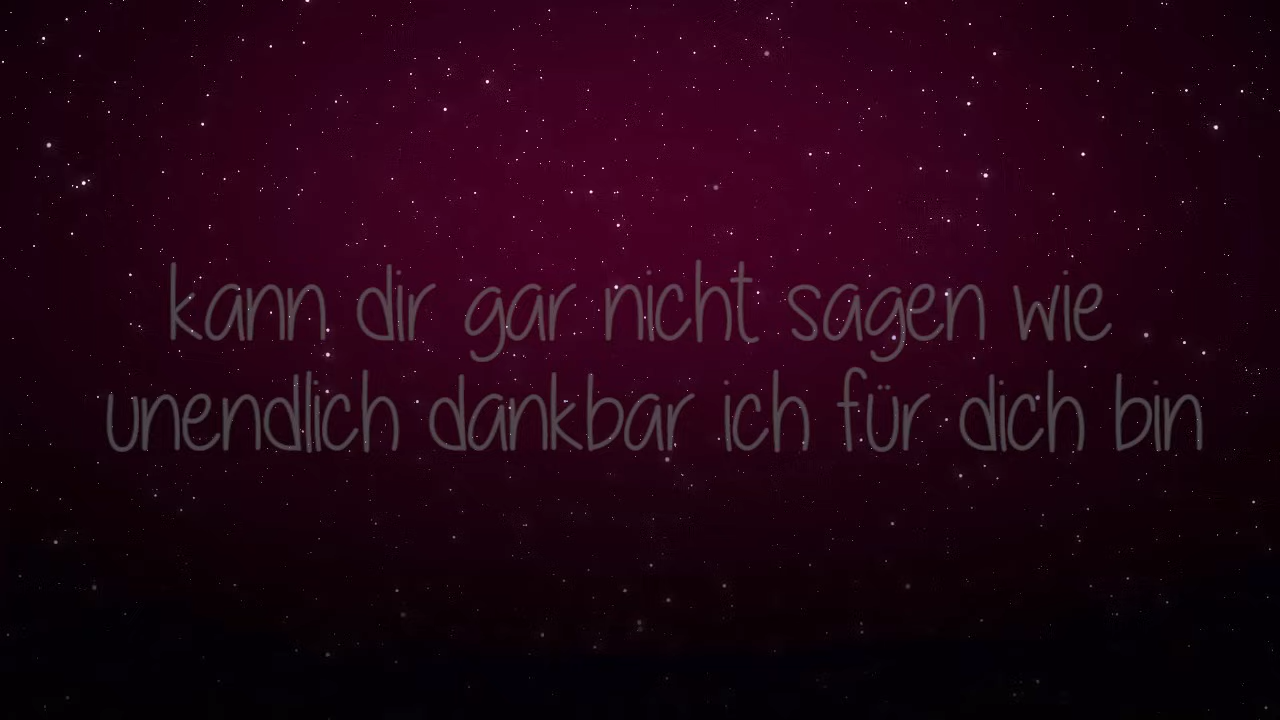 kann dir gar nicht sagen wie
unendlich dankbar ich für dich bin